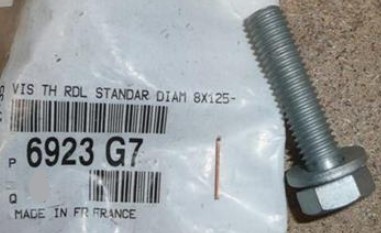 VIS TH RDL STANDAR DIAM 8X125-
P 6923 G7
Q
MADE IN FR FRANCE